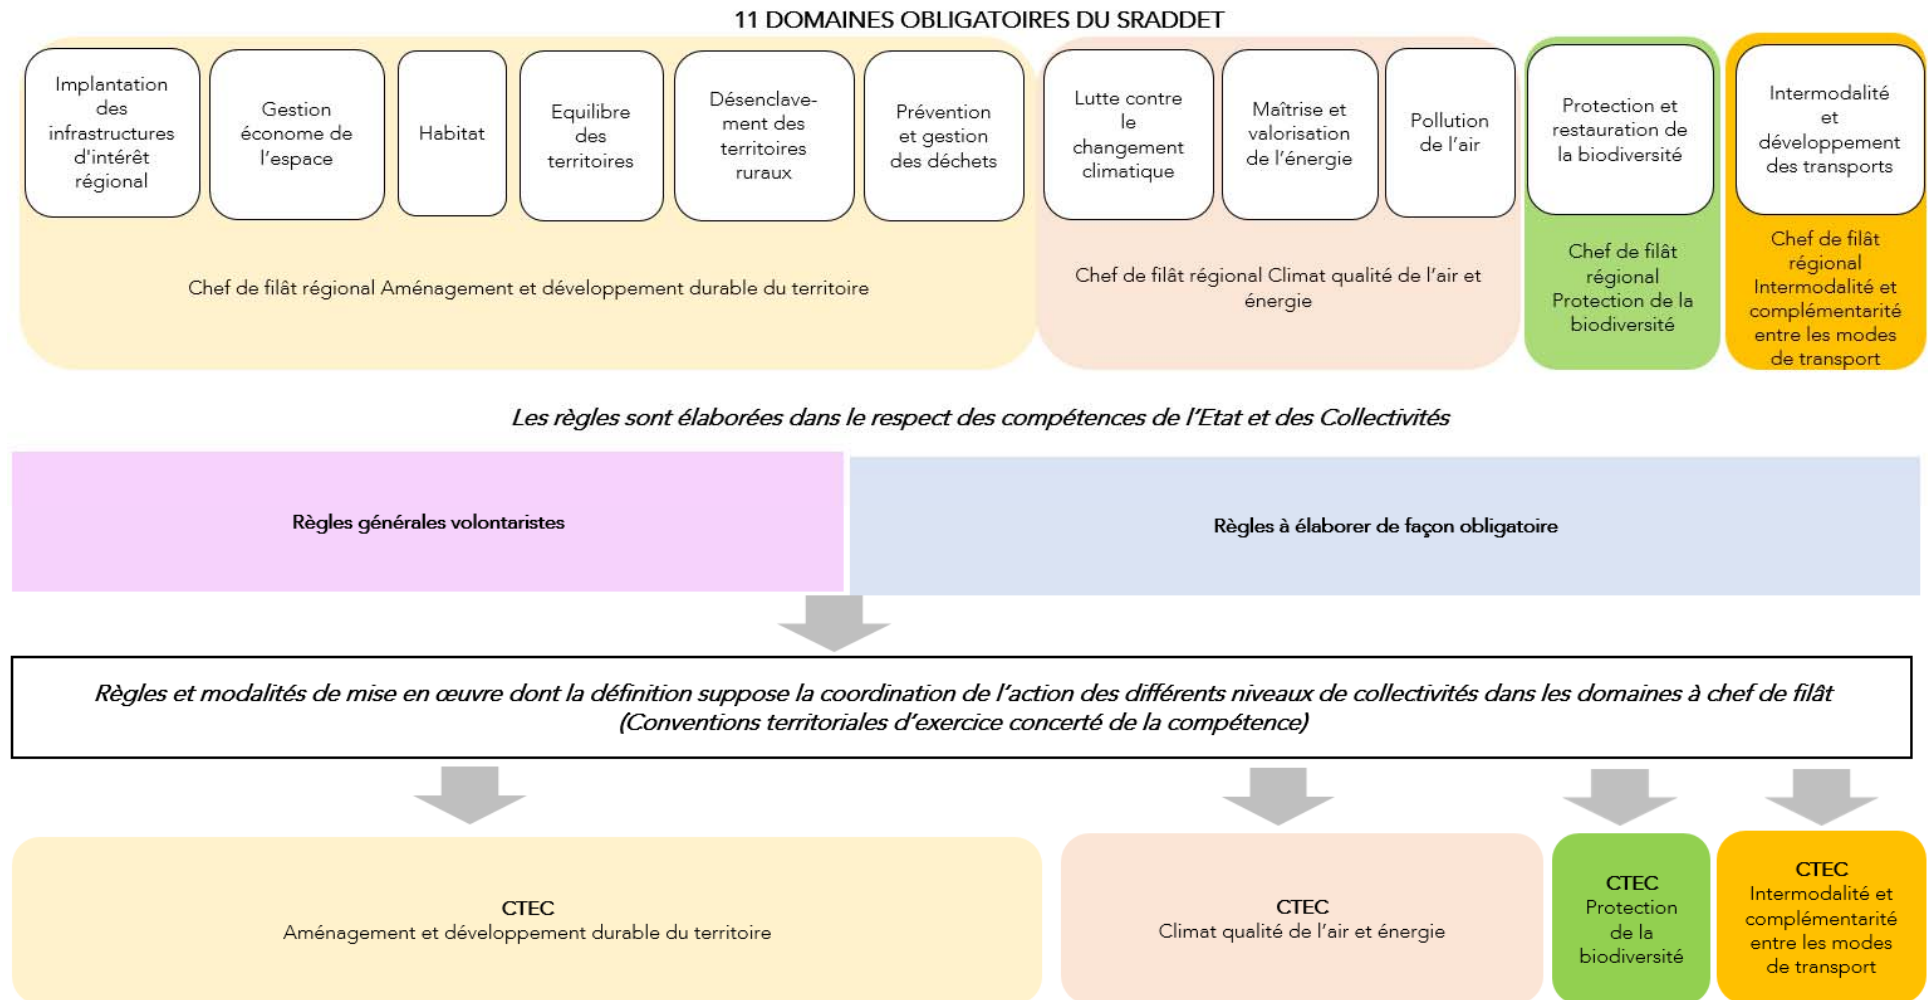 11 DOMAINES OBLIGATOIRES DU SRADDET
Implantation
des
infrastructures
d'intérêt
régional
Gestion
économe de
l'espace
Habitat
Equilibre
des
territoires
Désenclave-
ment des
territoires
ruraux
Prévention
et gestion
des déchets
Lutte contre
le
changement
climatique
Maîtrise et
valorisation
de l'énergie
Pollution
de l'air
Protection et
restauration de
la biodiversité
Intermodalité
et
développement
des transports
Chef de filât régional Aménagement et développement durable du territoire
Chef de filât régional Climat qualité de l'air et
énergie
Chef de filât
régional
Protection de la
biodiversité
Chef de filât
régional
Intermodalité et
complémentarité
entre les modes
de transport
Les règles sont élaborées dans le respect des compétences de l'Etat et des Collectivités
Règles générales volontaristes
Règles à élaborer de façon obligatoire
Règles et modalités de mise en œuvre dont la définition suppose la coordination de l'action des différents niveaux de collectivités dans les domaines à chef de filât
(Conventions territoriales d'exercice concerté de la compétence)
CTEC
Aménagement et développement durable du territoire
CTEC
Climat qualité de l'air et énergie
CTEC
Protection
de la
biodiversité
CTEC
Intermodalité et
complémentarité
entre les modes
de transport